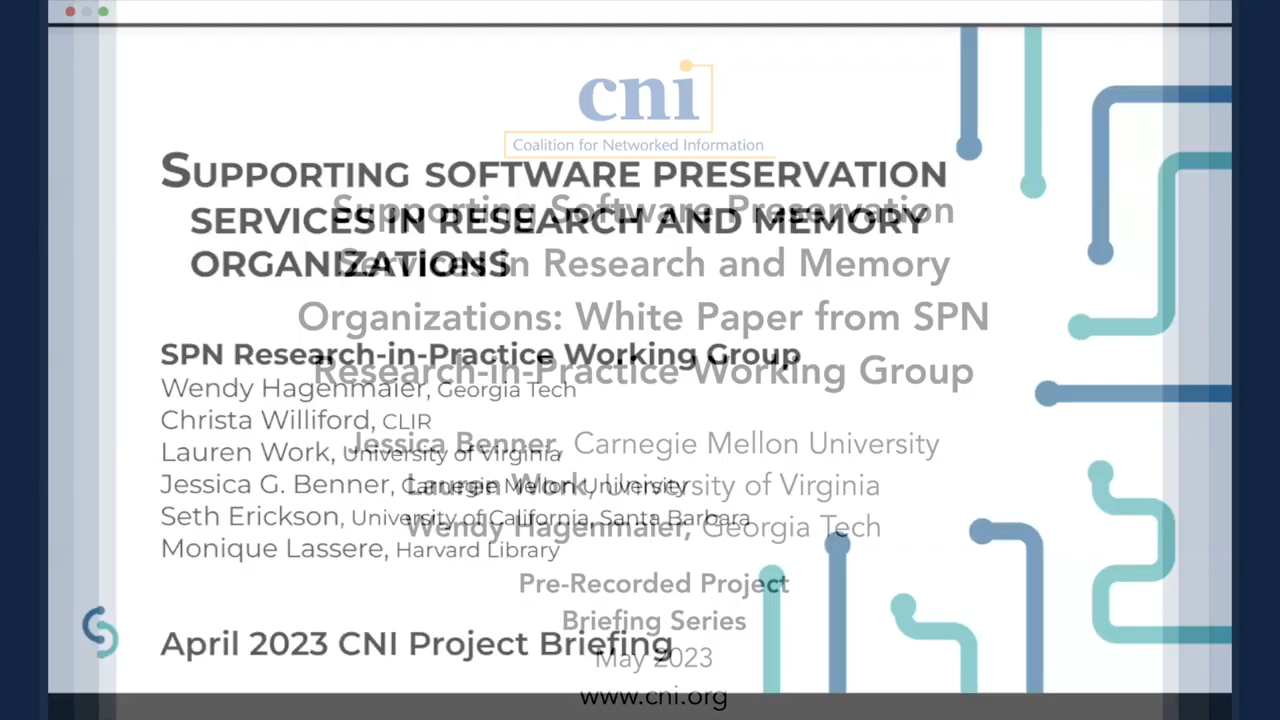 cni
Coalition for Networked Information
SUPPORTING SOFTWARE PRESERVATION
SERVICES IN RESEARCH AND MEMORY
ORGANIZATIONS
SPN Research-in-Practice Working Group
Wendy Hagenmaier, Georgia Tech
Christa Williford, CLIR
Lauren Work, University of Virginia
Jessica G. Benner, Carnegie Mellon University
Seth Erickson, University of California, Santa Barbara
Monique Lassere, Harvard Library
April 2023 CNI Project Briefing
Supporting Software Preservation
Services in Research and Memory
Organizations: White Paper from SPN
Research-in-Practice Working Group
Jessica Benner, Carnegie Mellon University
Lauren Work, University of Virginia
Wendy Hagenmaier, Georgia Tech
Pre-Recorded Project
Briefing Series
May 2023
www.cni.org